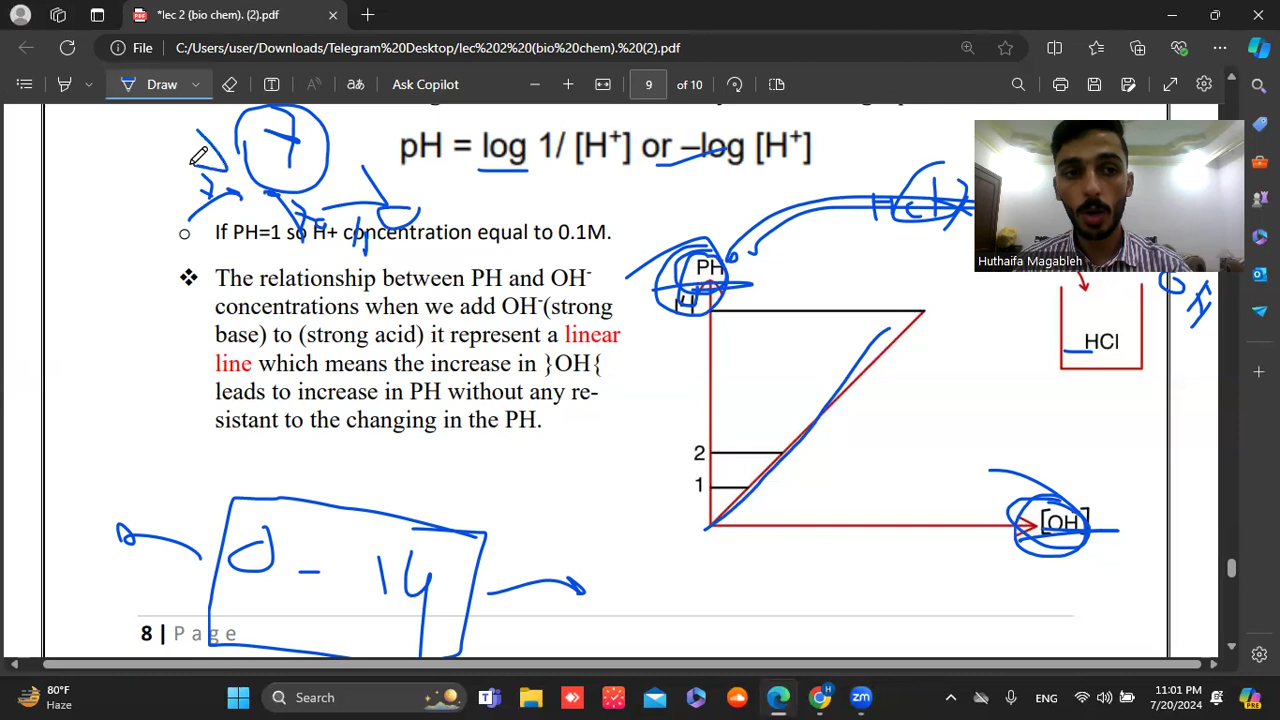 *lec 2 (bio chem). (2).pdf
File C:/Users/user/Downloads/Telegram%20Desktop/lec%202%20(bio%20chem).%20(2).pdf
Draw Ask Copilot 9 of 10
7
pH = log 1/ [H⁺] or –log [H⁺]
If PH=1 so H+ concentration equal to 0.1M.
❖ The relationship between PH and OH⁻
concentrations when we add OH⁻(strong
base) to (strong acid) it represent a linear
line which means the increase in }OH{
leads to increase in PH without any re-
sistant to the changing in the PH.
PH
14
2
1
[OH]
HCl
Huthaifa Magableh
0 – 14
8 | Page
80°F
Haze
Search
ENG
11:01 PM
7/20/2024